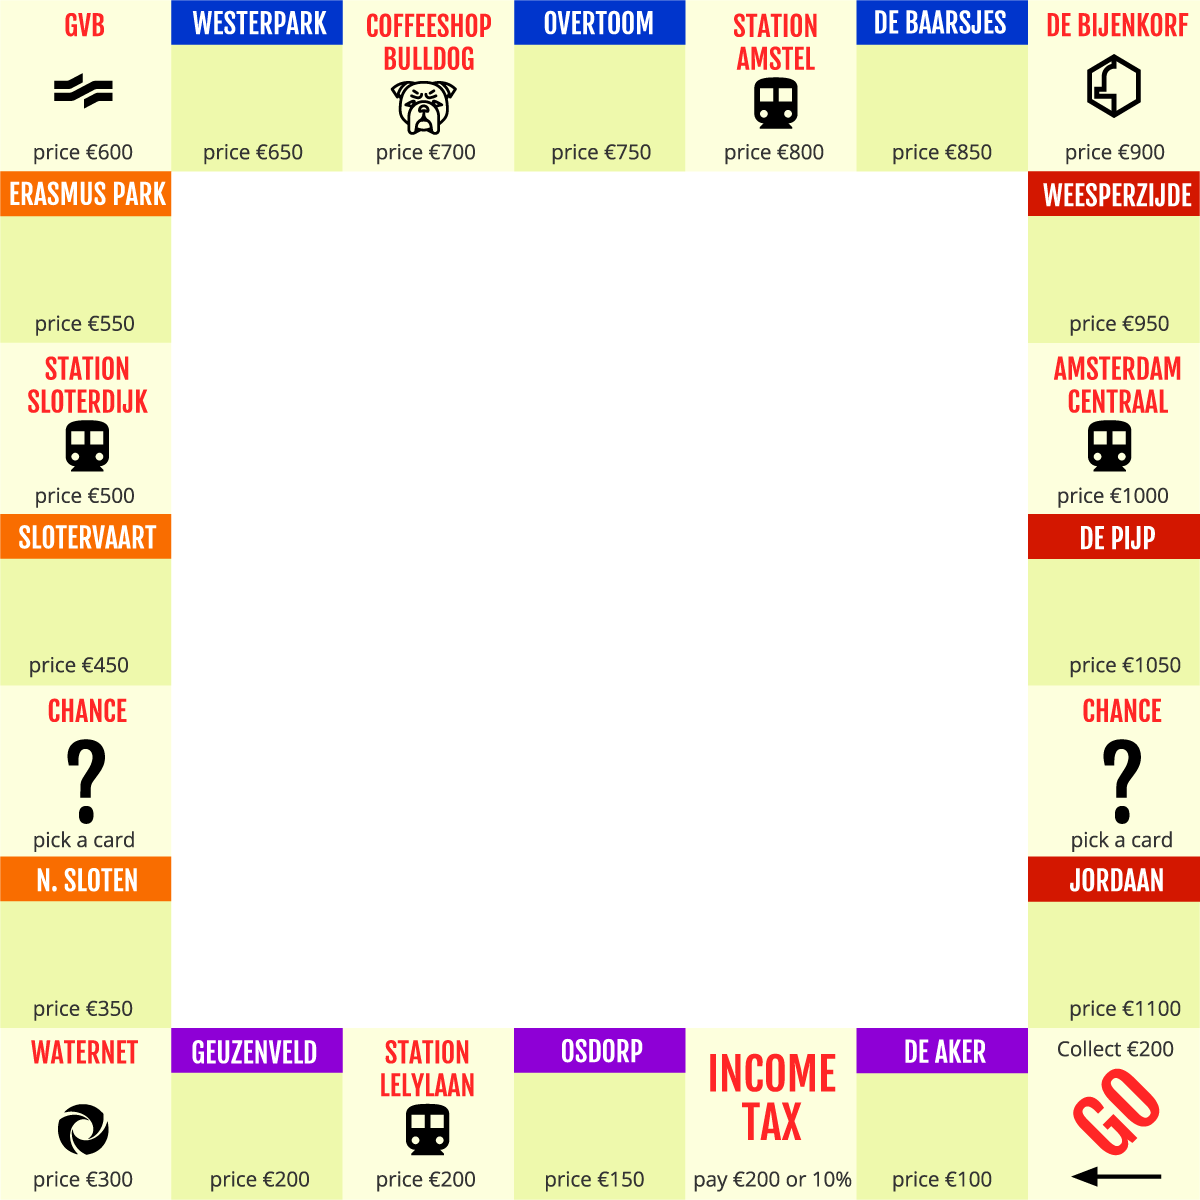 GVB
price €600
WESTERPARK
price €650
COFFEESHOP
BULLDOG
price €700
OVERTOOM
price €750
STATION
AMSTEL
price €800
DE BAARSJES
price €850
DE BIJENKORF
price €900
ERASMUS PARK
price €550
WEESPERZIJDE
price €950
STATION
SLOTERDIJK
price €500
AMSTERDAM
CENTRAAL
price €1000
SLOTERVAART
price €450
DE PIJP
price €1050
CHANCE
?
pick a card
CHANCE
?
pick a card
N. SLOTEN
price €350
JORDAAN
price €1100
WATERNET
price €300
GEUZENVELD
price €200
STATION
LELYLAAN
price €200
OSDORP
price €150
INCOME
TAX
pay €200 or 10%
DE AKER
price €100
Collect €200
GO